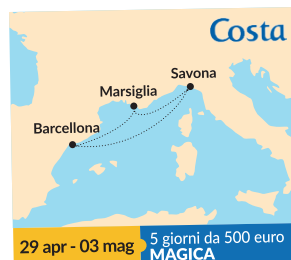 Costa
Savona
Marsiglia
Barcellona
29 apr - 03 mag
5 giorni da 500 euro
MAGICA